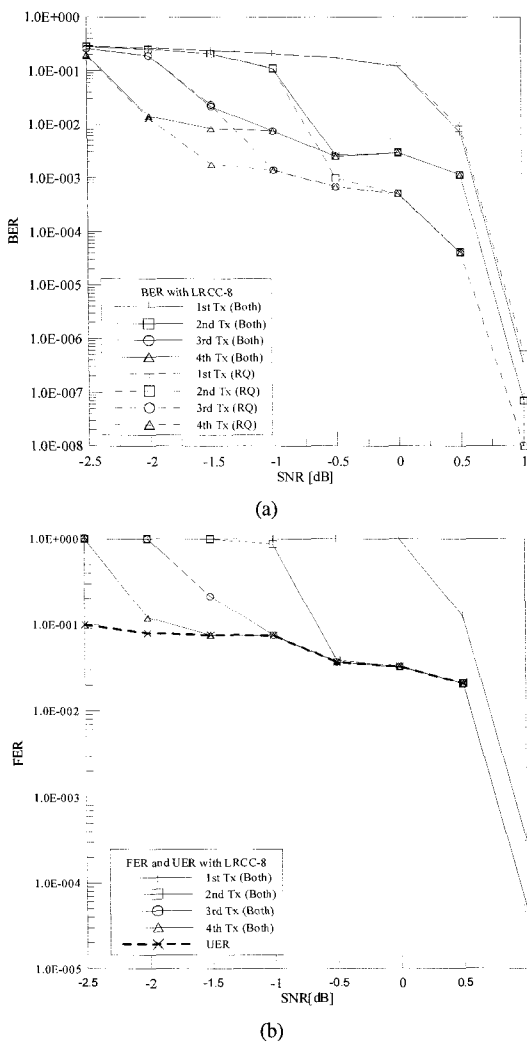 1.0E+000
1.0E-001
1.0E-002
1.0E-003
1.0E-004
1.0E-005
1.0E-006
1.0E-007
1.0E-008
BER
BER with LRCC-8
1st Tx (Both)
2nd Tx (Both)
3rd Tx (Both)
4th Tx (Both)
1st Tx (RQ)
2nd Tx (RQ)
3rd Tx (RQ)
4th Tx (RQ)
-2.5 -2 -1.5 -1 -0.5 0 0.5 1
SNR [dB]
(a)
1.0E+000
1.0E-001
1.0E-002
1.0E-003
1.0E-004
1.0E-005
FER
FER and UER with LRCC-8
1st Tx (Both)
2nd Tx (Both)
3rd Tx (Both)
4th Tx (Both)
UER
-2.5 -2 -1.5 -1 -0.5 0 0.5
SNR[dB]
(b)